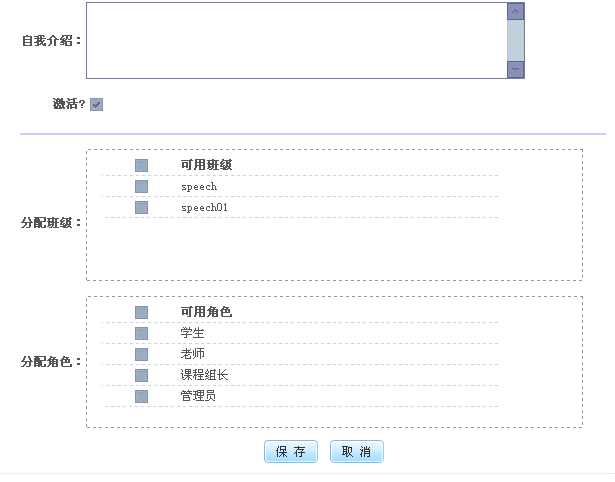 自我介绍：
激活？
分配班级：
可用班级
speech
speech01
分配角色：
可用角色
学生
老师
课程组长
管理员
保 存 取 消